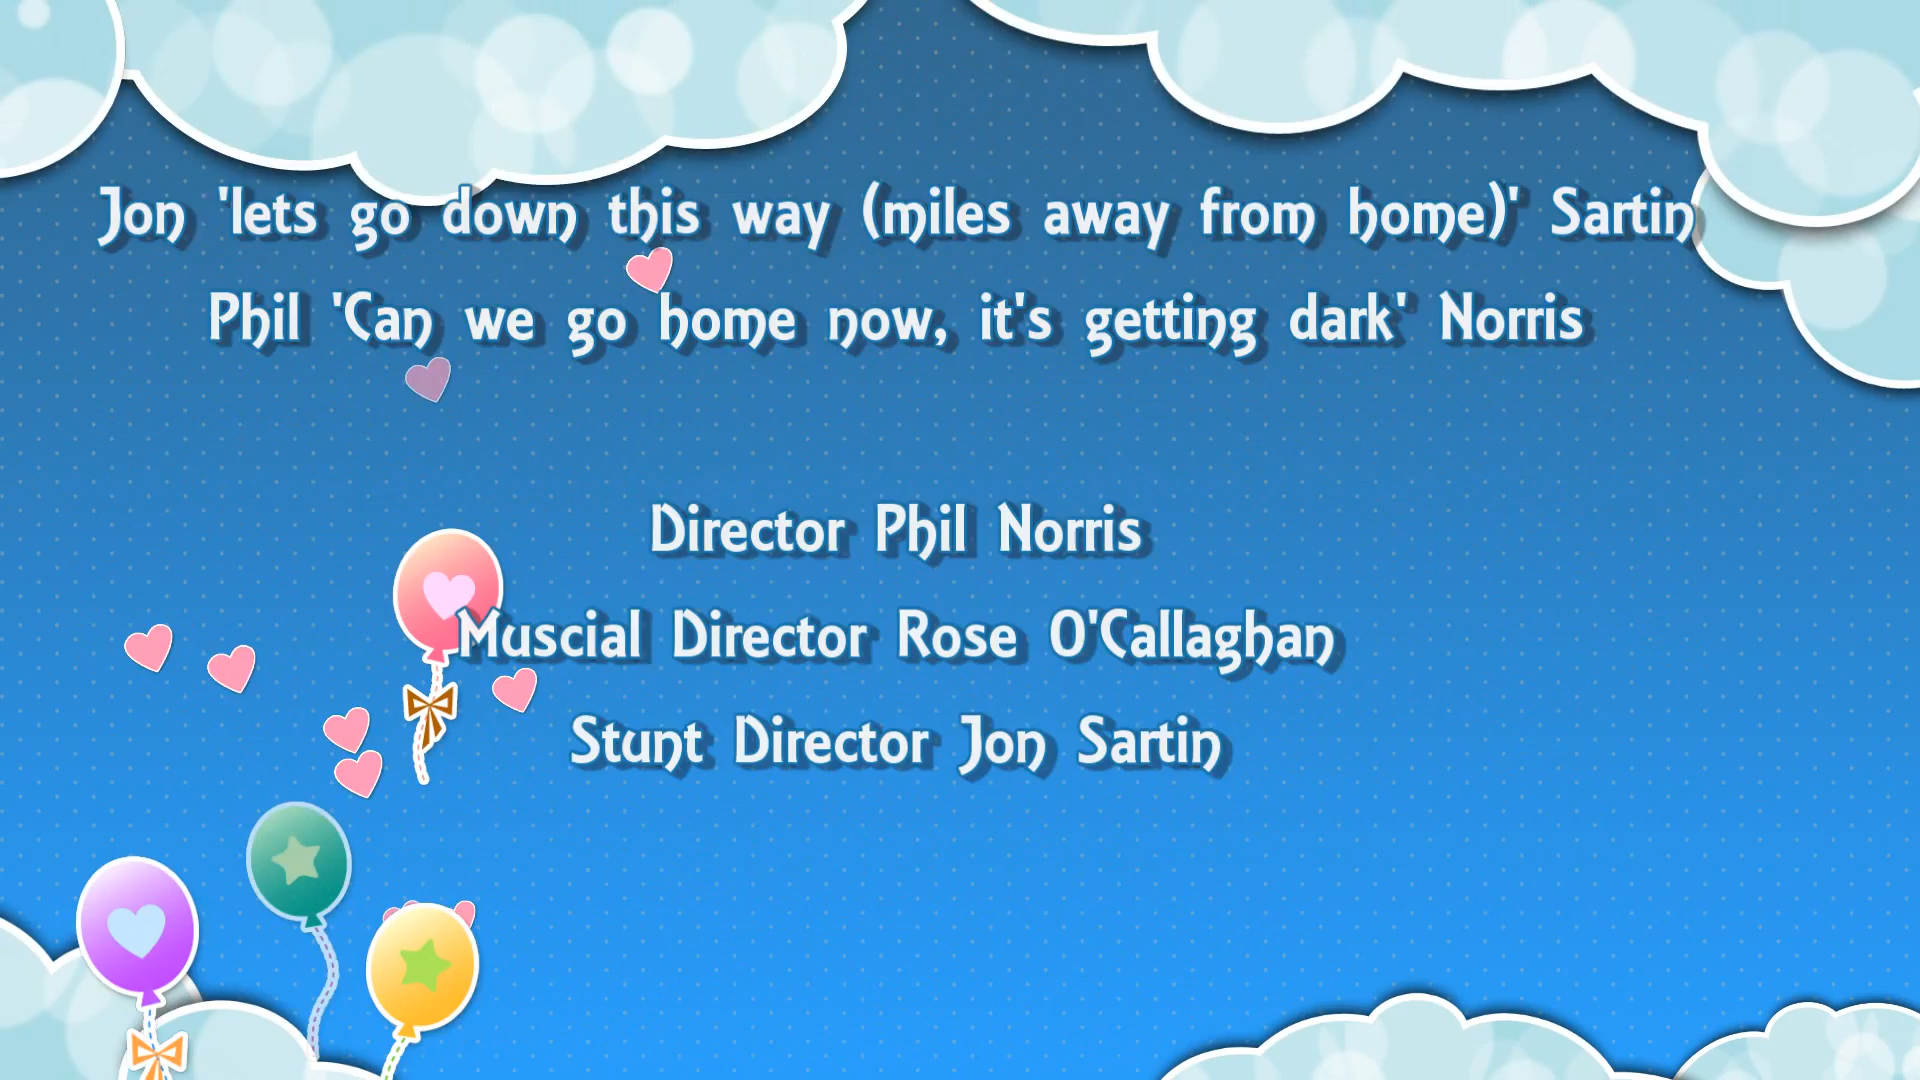 Jon 'lets go down this way (miles away from home)' Sartin
Phil 'Can we go home now, it's getting dark' Norris
Director Phil Norris
Muscial Director Rose O'Callaghan
Stunt Director Jon Sartin